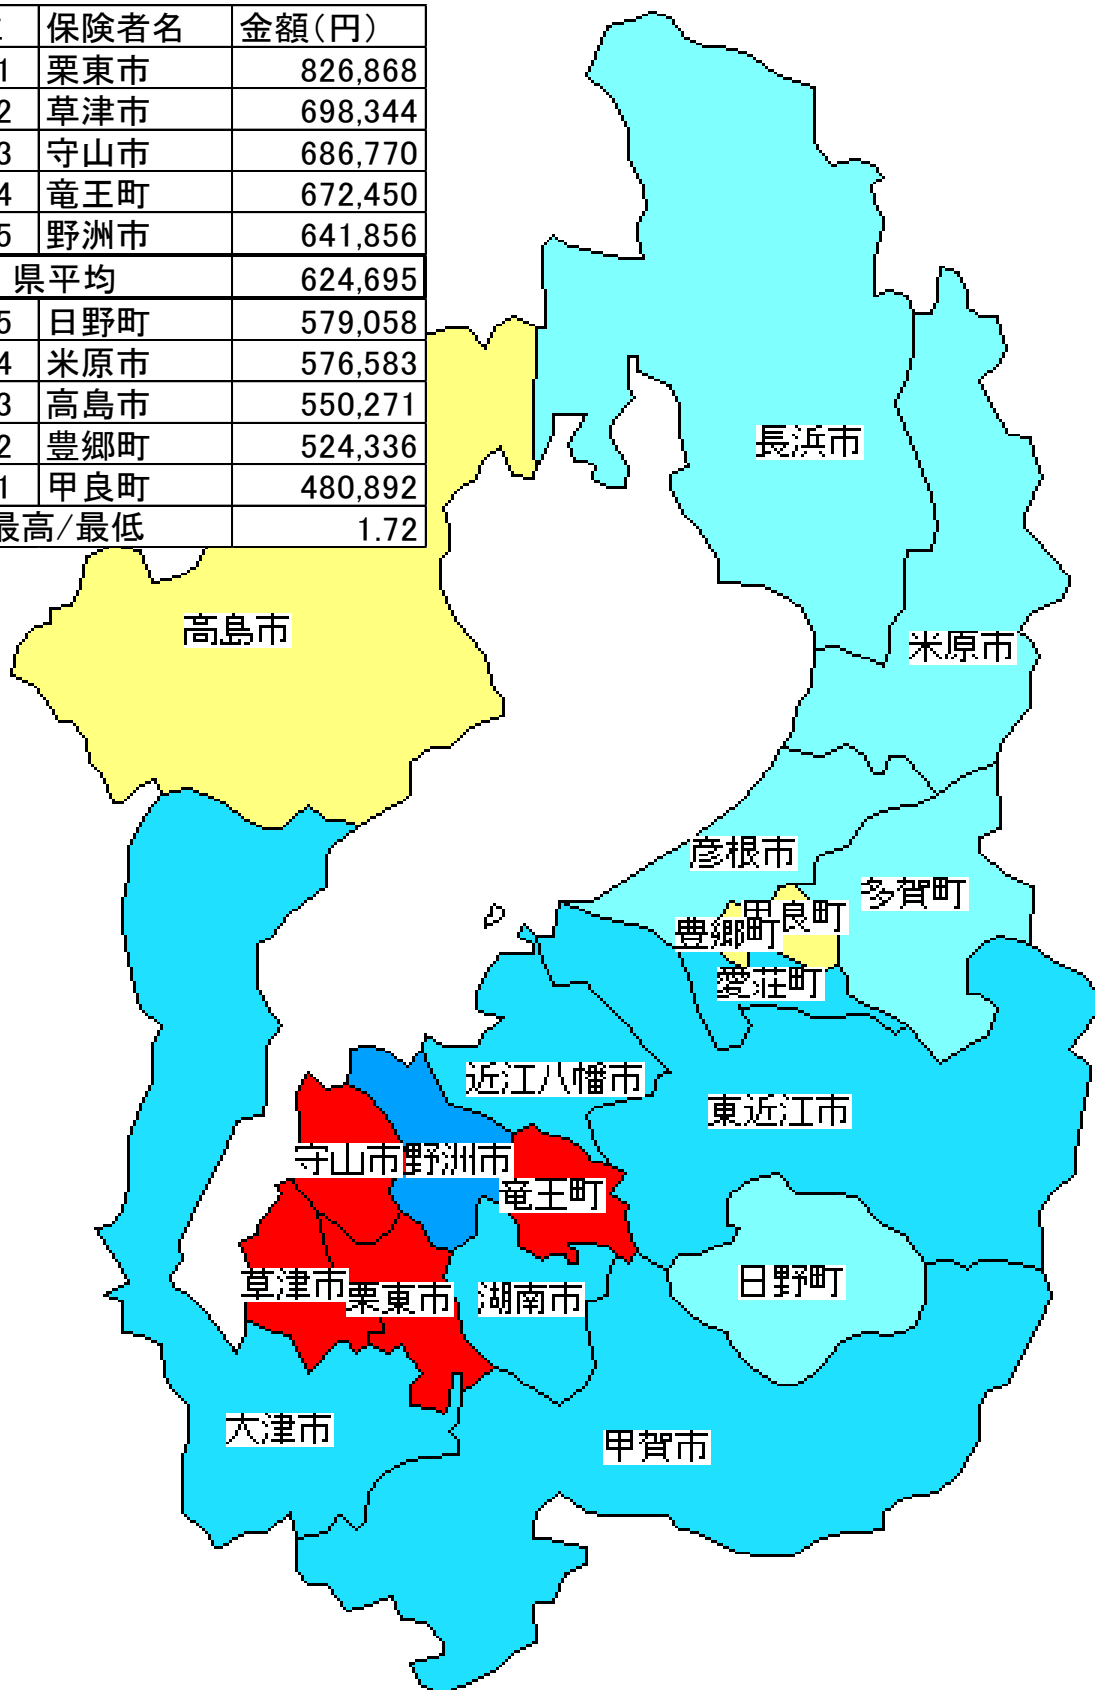 保険者名 金額(円)
1 栗東市 826,868
2 草津市 698,344
3 守山市 686,770
4 竜王町 672,450
5 野洲市 641,856
県平均 624,695
5 日野町 579,058
4 米原市 576,583
3 高島市 550,271
2 豊郷町 524,336
1 甲良町 480,892
最高/最低 1.72
長浜市
高島市
米原市
彦根市
多賀町
甲良町
豊郷町
愛荘町
近江八幡市
東近江市
守山市
野洲市
竜王町
草津市
栗東市
湖南市
日野町
大津市
甲賀市